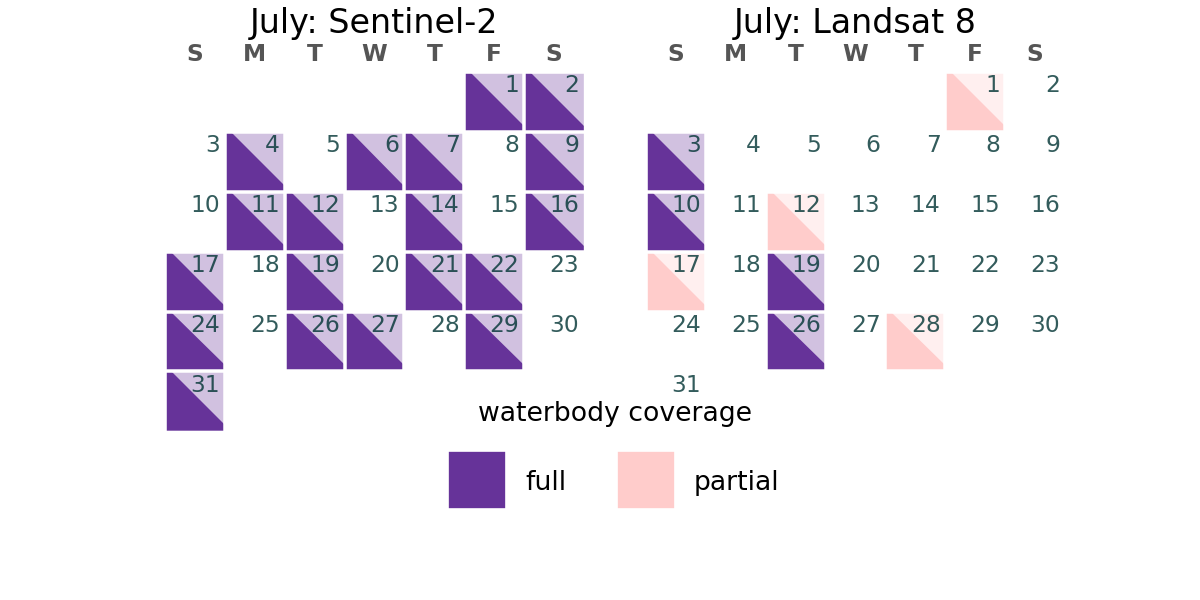 July: Sentinel-2
S M T W T F S
1 2
3 4 5 6 7 8 9
10 11 12 13 14 15 16
17 18 19 20 21 22 23
24 25 26 27 28 29 30
31
July: Landsat 8
S M T W T F S
1 2
3 4 5 6 7 8 9
10 11 12 13 14 15 16
17 18 19 20 21 22 23
24 25 26 27 28 29 30
31
waterbody coverage
full partial